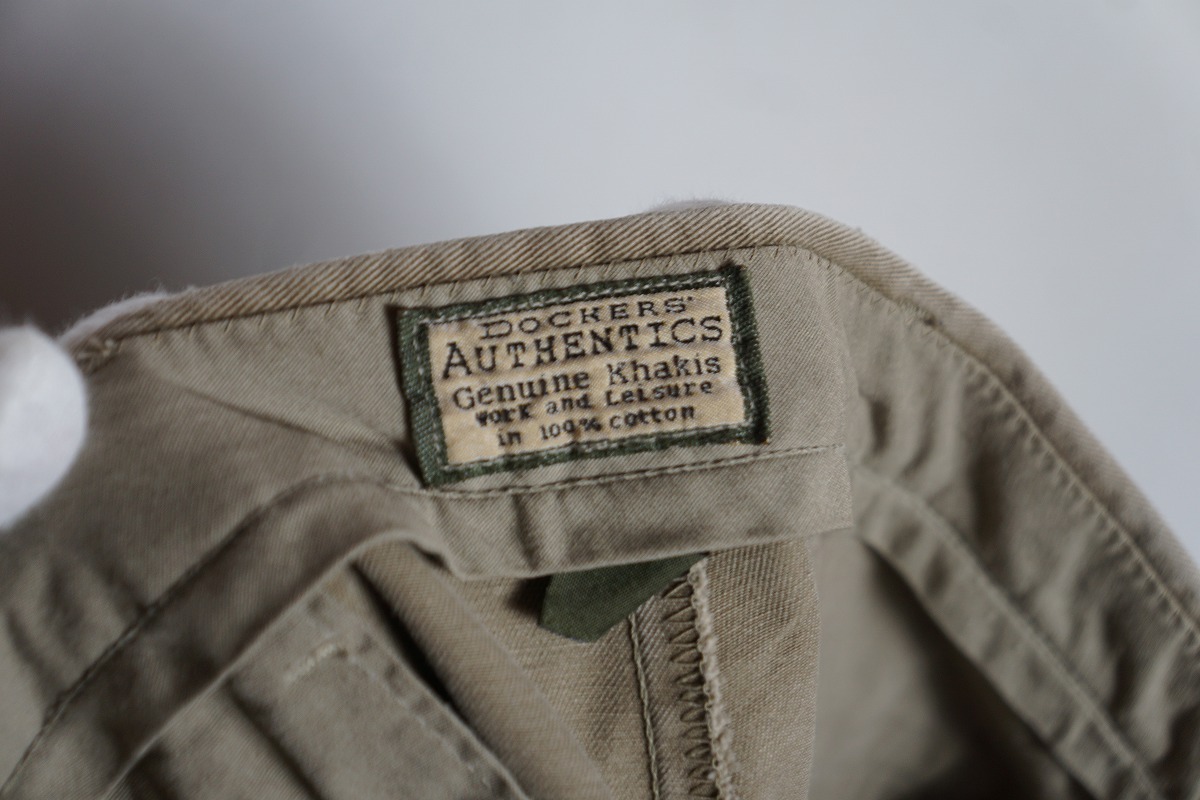 DOCKERS'
AUTHENTICS
Genuine Khakis
work and Leisure
in 100% cotton